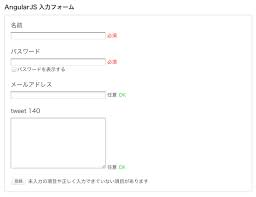 AngularJS 入力フォーム
名前
必須
パスワード
必須
パスワードを表示する
メールアドレス
任意 OK
tweet 140
任意 OK
登録 未入力の項目や正しく入力できていない項目があります